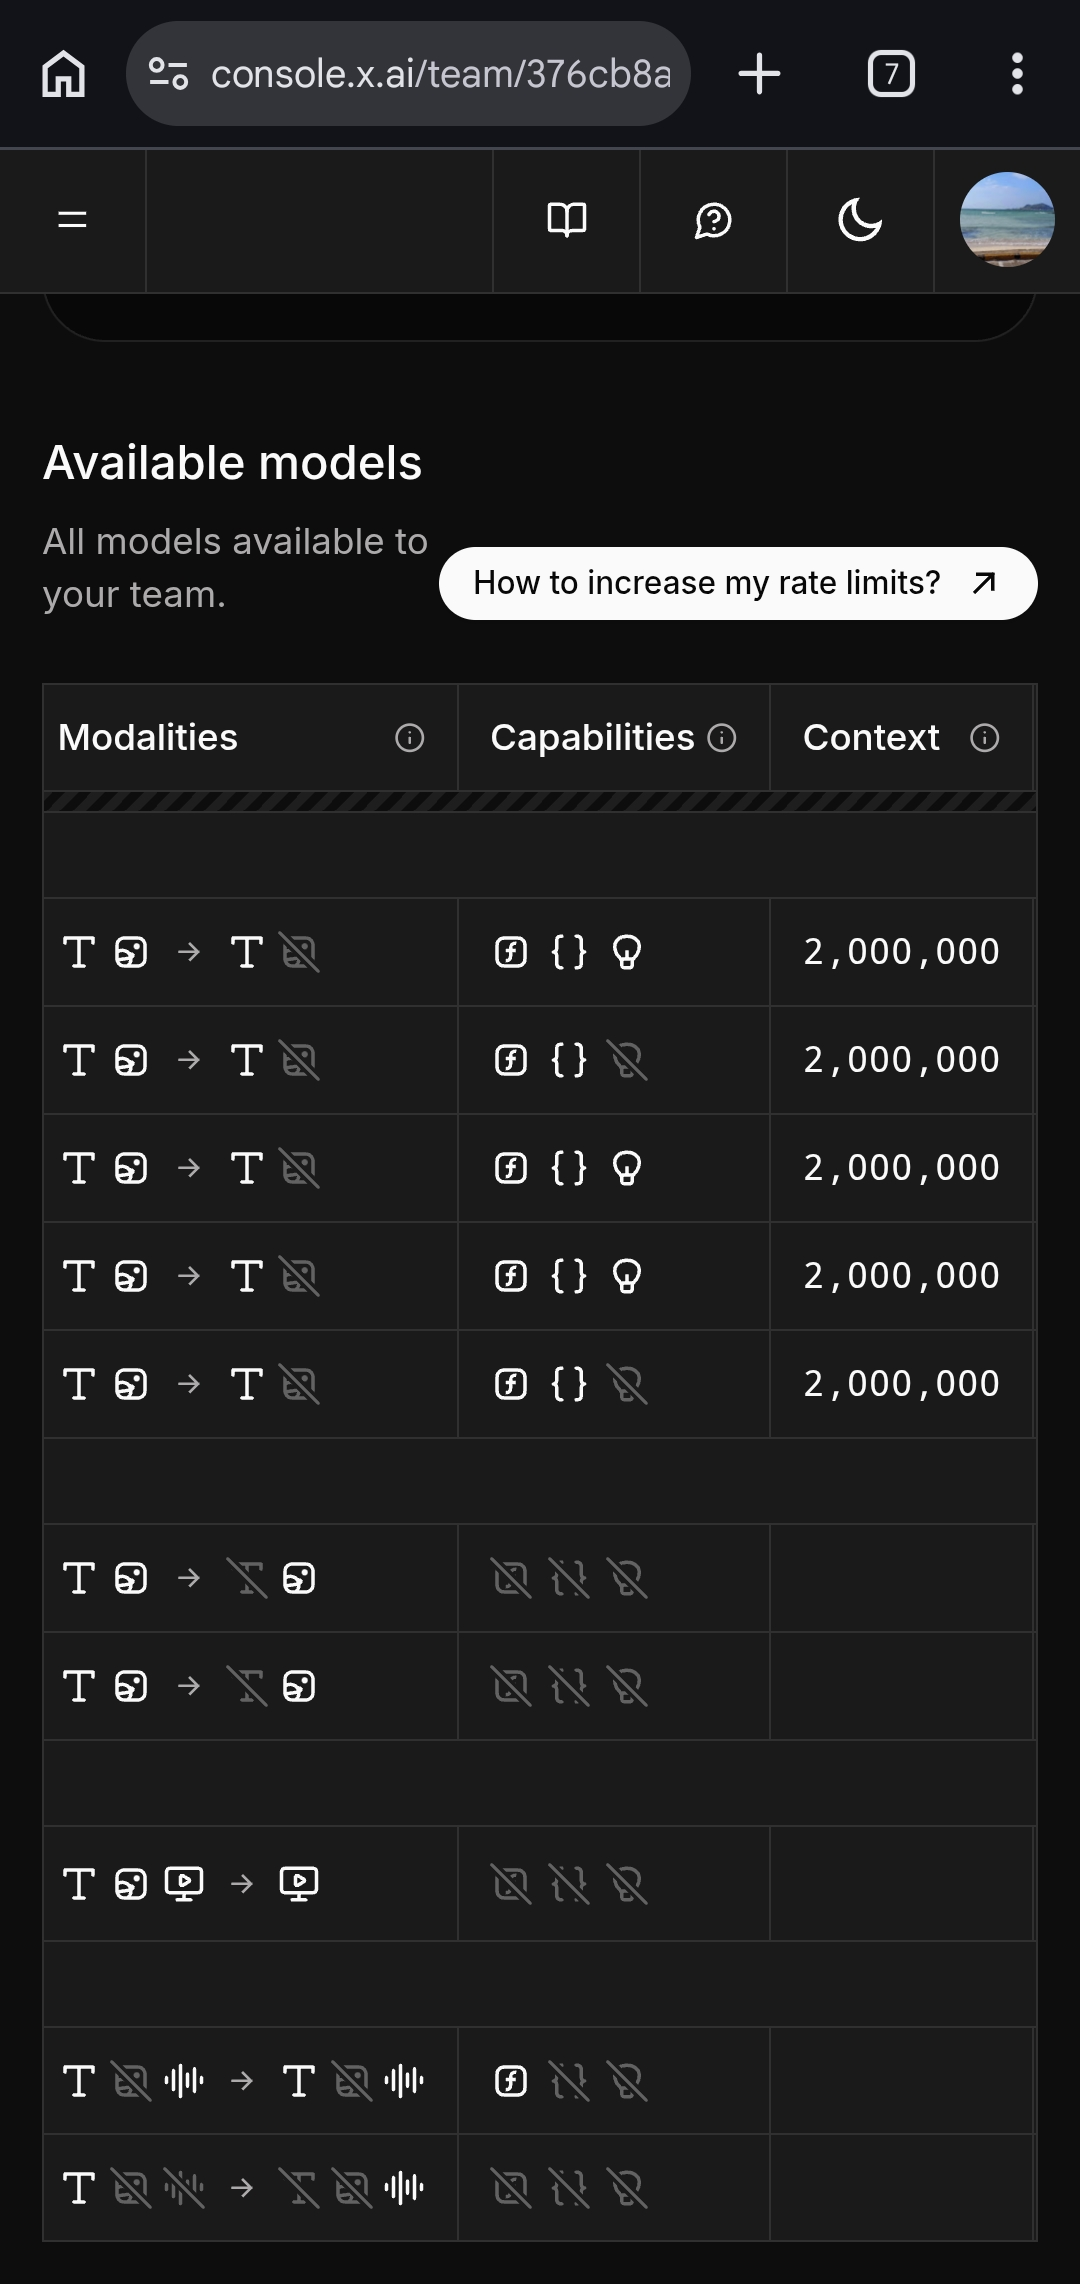 console.x.ai/team/376cb8a
7
Available models
All models available to
your team.
How to increase my rate limits?
Modalities Capabilities Context
2,000,000
2,000,000
2,000,000
2,000,000
2,000,000